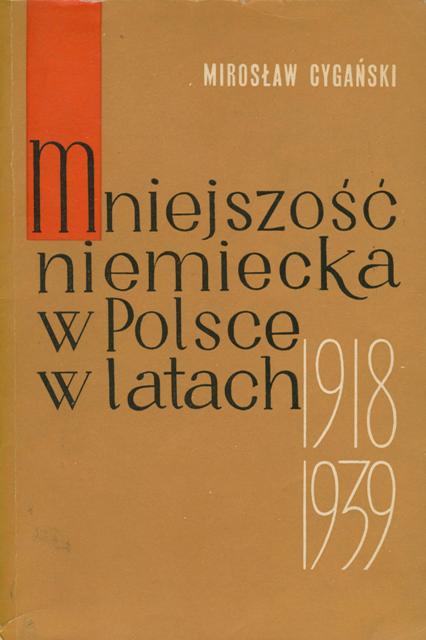 MIROSŁAW CYGAŃSKI
Mniejszość
niemiecka
w Polsce
w latach
1918
1939